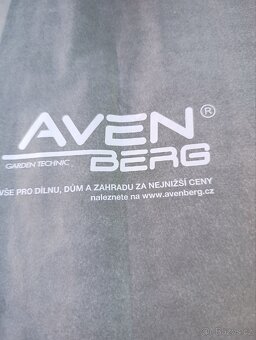 AVEN®
GARDEN TECHNIC BERG
VŠE PRO DÍLNU, DŮM A ZAHRADU ZA NEJNIŽŠÍ CENY
naleznete na www.avenberg.cz